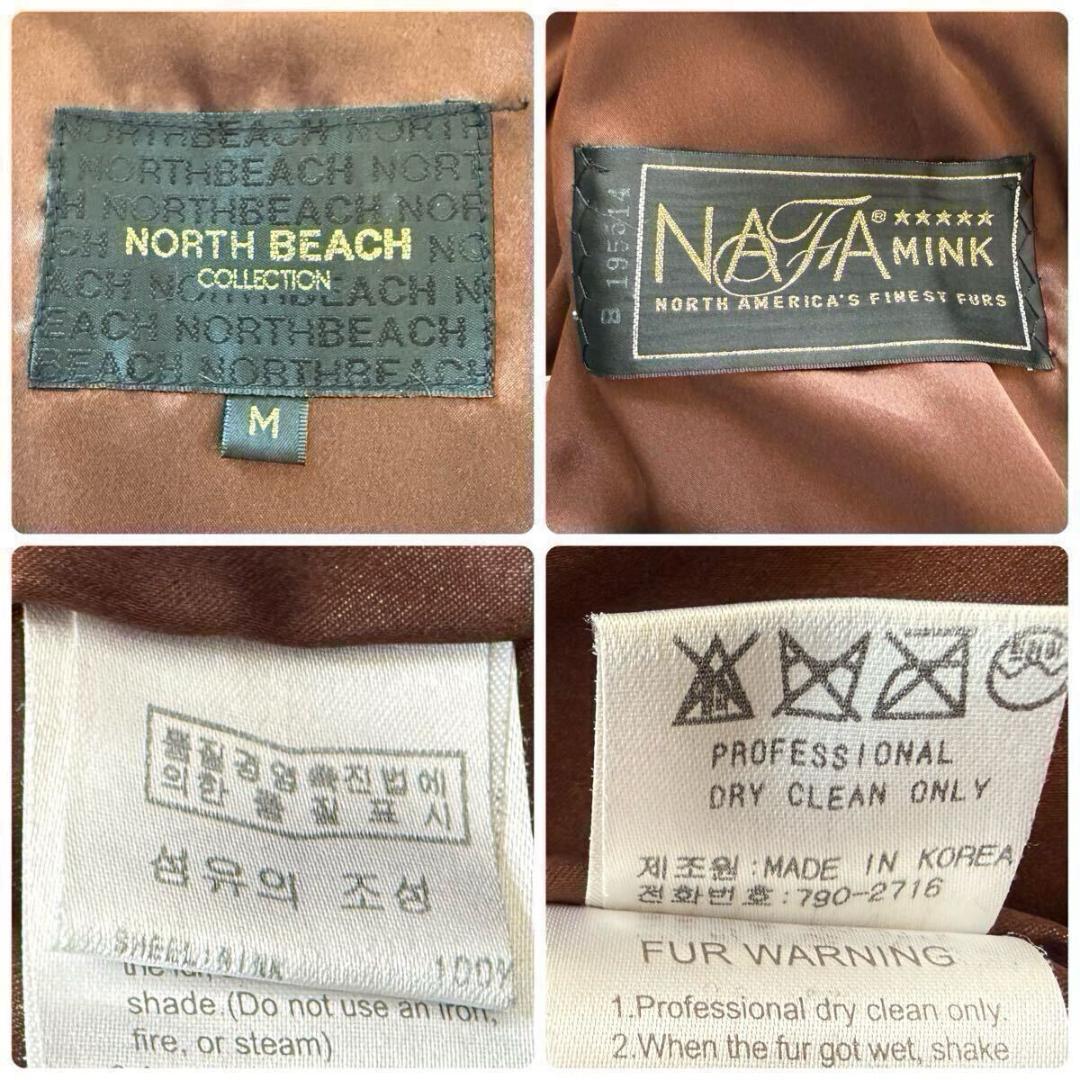 NORTHBEACH NORTH
NORTHBEACH NORTH
H NORTHBEACH NOR
CH NORTH
NORTH BEACH
COLLECTION
ACH NORTHBEACH N
EACH NORTHBEACH
BEACH NORTHBEACH
M
B 195514
NAFA® ★★★★★ MINK
NORTH AMERICA'S FINEST FURS
품질경영촉진법에
의한 품질표시
섬유의 조성
SHELL:MINK 100%
shade.(Do not use an iron,
fire, or steam)
PROFESSIONAL
DRY CLEAN ONLY
제조원:MADE IN KOREA
전화번호:790-2716
FUR WARNING
1.Professional dry clean only.
2.When the fur got wet, shake